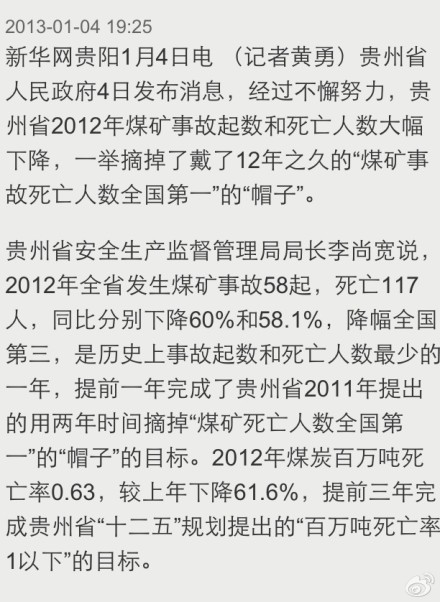 2013-01-04 19:25
新华网贵阳1月4日电 （记者黄勇）贵州省
人民政府4日发布消息，经过不懈努力，贵
州省2012年煤矿事故起数和死亡人数大幅
下降，一举摘掉了戴了12年之久的“煤矿事
故死亡人数全国第一”的“帽子”。
贵州省安全生产监督管理局局长李尚宽说，
2012年全省发生煤矿事故58起，死亡117
人，同比分别下降60%和58.1%，降幅全国
第三，是历史上事故起数和死亡人数最少的
一年，提前一年完成了贵州省2011年提出
的用两年时间摘掉“煤矿死亡人数全国第
一”的“帽子”的目标。2012年煤炭百万吨死
亡率0.63，较上年下降61.6%，提前三年完
成贵州省“十二五”规划提出的“百万吨死亡率
1以下”的目标。